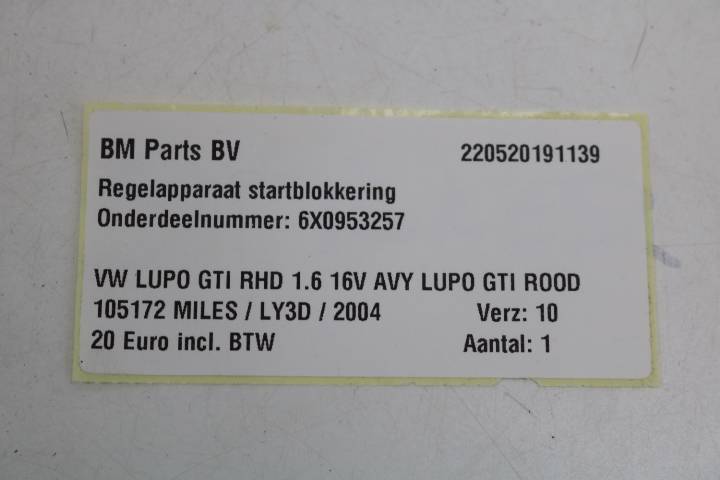 BM Parts BV 220520191139
Regelapparaat startblokkering
Onderdeelnummer: 6X0953257
VW LUPO GTI RHD 1.6 16V AVY LUPO GTI ROOD
105172 MILES / LY3D / 2004 Verz: 10
20 Euro incl. BTW Aantal: 1